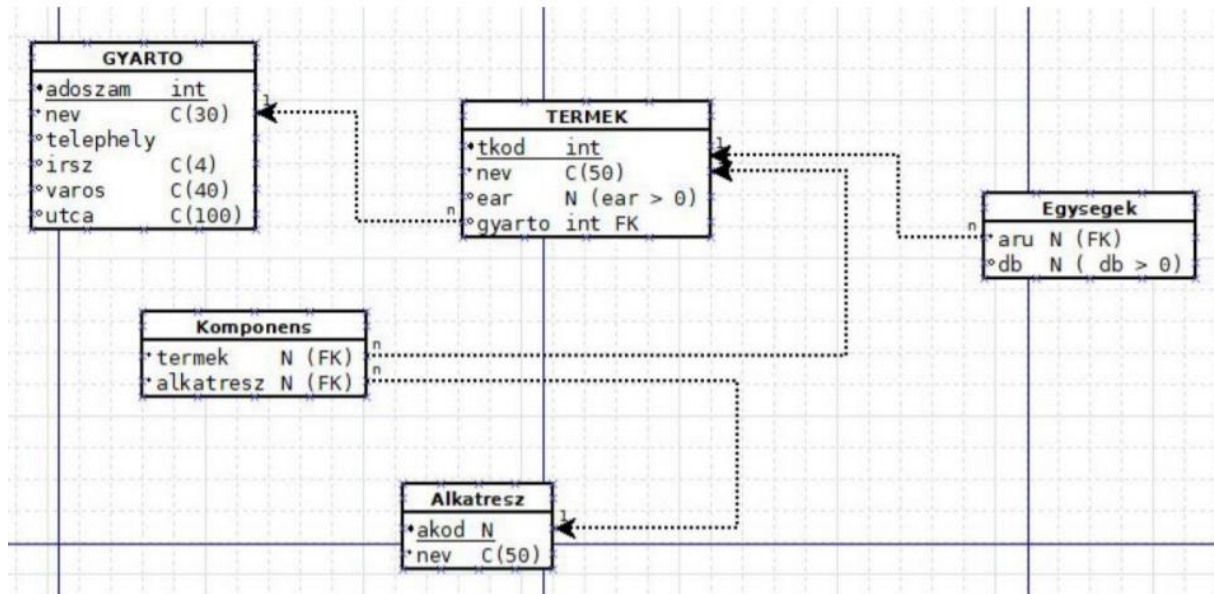 GYARTO
adoszam int
nev C(30)
telephely
irsz C(4)
varos C(40)
utca C(100)
1
n
TERMEK
tkod int
nev C(50)
ear N (ear > 0)
gyarto int FK
1
n
Egysegek
aru N (FK)
db N ( db > 0)
Komponens
termek N (FK)
alkatresz N (FK)
n
n
Alkatresz
akod N
nev C(50)
1